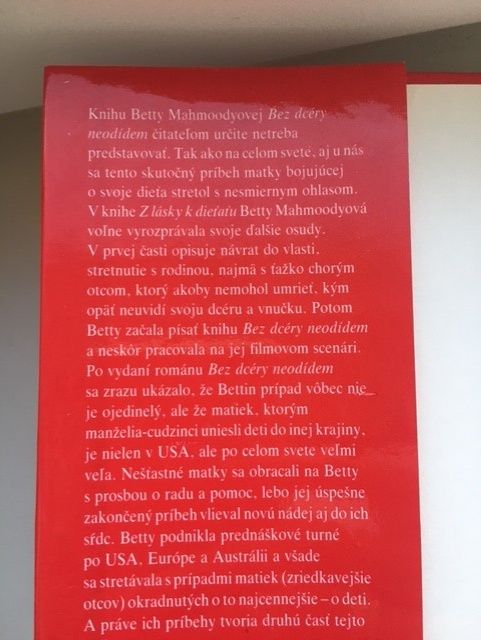 Knihu Betty Mahmoodyovej Bez dcéry
neodídem čitateľom určite netreba
predstavovať. Tak ako na celom svete, aj u nás
sa tento skutočný príbeh matky bojujúcej
o svoje dieťa stretol s nesmiernym ohlasom.
V knihe Z lásky k dieťaťu Betty Mahmoodyová
voľne vyrozprávala svoje ďalšie osudy.
V prvej časti opisuje návrat do vlasti,
stretnutie s rodinou, najmä s ťažko chorým
otcom, ktorý akoby nemohol umrieť, kým
opäť neuvidí svoju dcéru a vnučku. Potom
Betty začala písať knihu Bez dcéry neodídem
a neskôr pracovala na jej filmovom scenári.
Po vydaní románu Bez dcéry neodídem
sa zrazu ukázalo, že Bettin prípad vôbec nie
je ojedinelý, ale že matiek, ktorým
manželia-cudzinci uniesli deti do inej krajiny,
je nielen v USA, ale po celom svete veľmi
veľa. Nešťastné matky sa obracali na Betty
s prosbou o radu a pomoc, lebo jej úspešne
zakončený príbeh vlieval novú nádej aj do ich
sŕdc. Betty podnikla prednáškové turné
po USA, Európe a Austrálii a všade
sa stretávala s prípadmi matiek (zriedkavejšie
otcov) okradnutých o to najcennejšie – o deti.
A práve ich príbehy tvoria druhú časť tejto